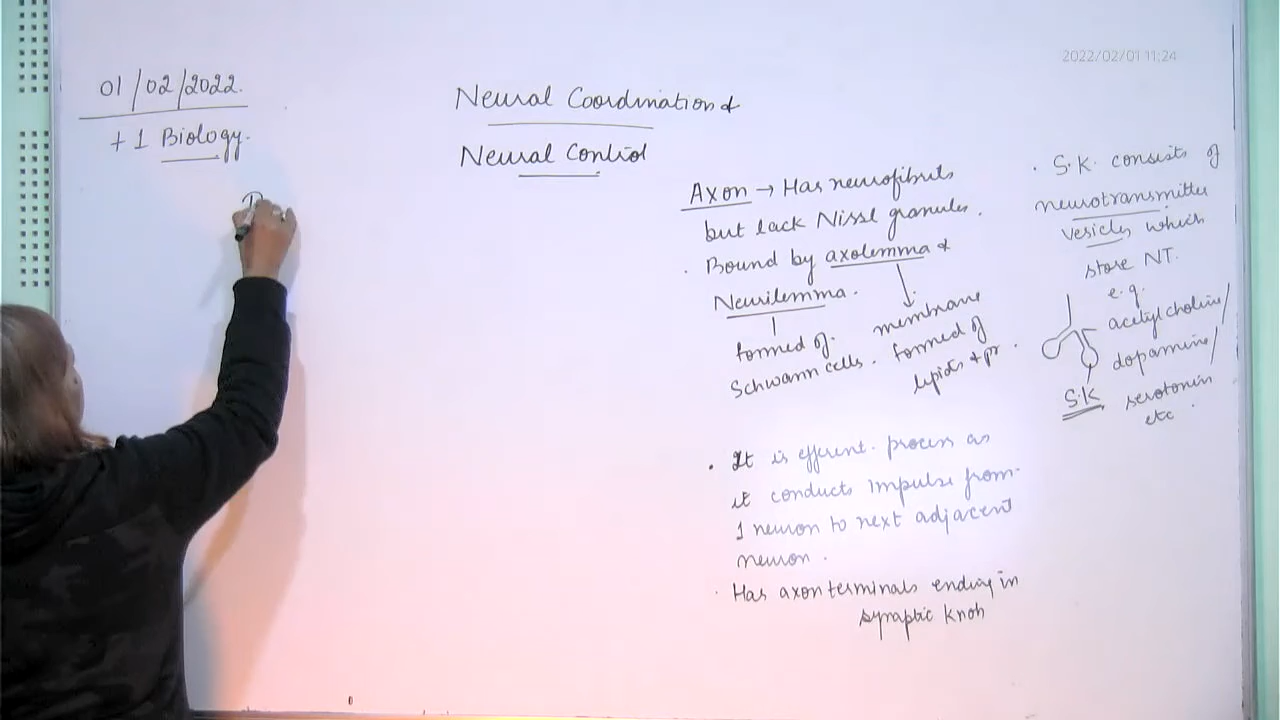 2022/02/01 11:24
01/02/2022.
+1 Biology.
Neural Coordination &
Neural Control
Axon → Has neurofibrils
but lack Nissl granules.
. Bound by axolemma &
Neurilemma.
formed of.
Schwann cells.
membrane
formed of
lipids + pr.
. It is efferent. process as
it conducts impulse from.
1 neuron to next adjacent
neuron.
. Has axon terminals ending in
synaptic knob
. S.K. consists of
neurotransmitter
vesicles which
store NT.
e.g.
acetylcholine/
dopamine/
serotonin
etc.
S.K